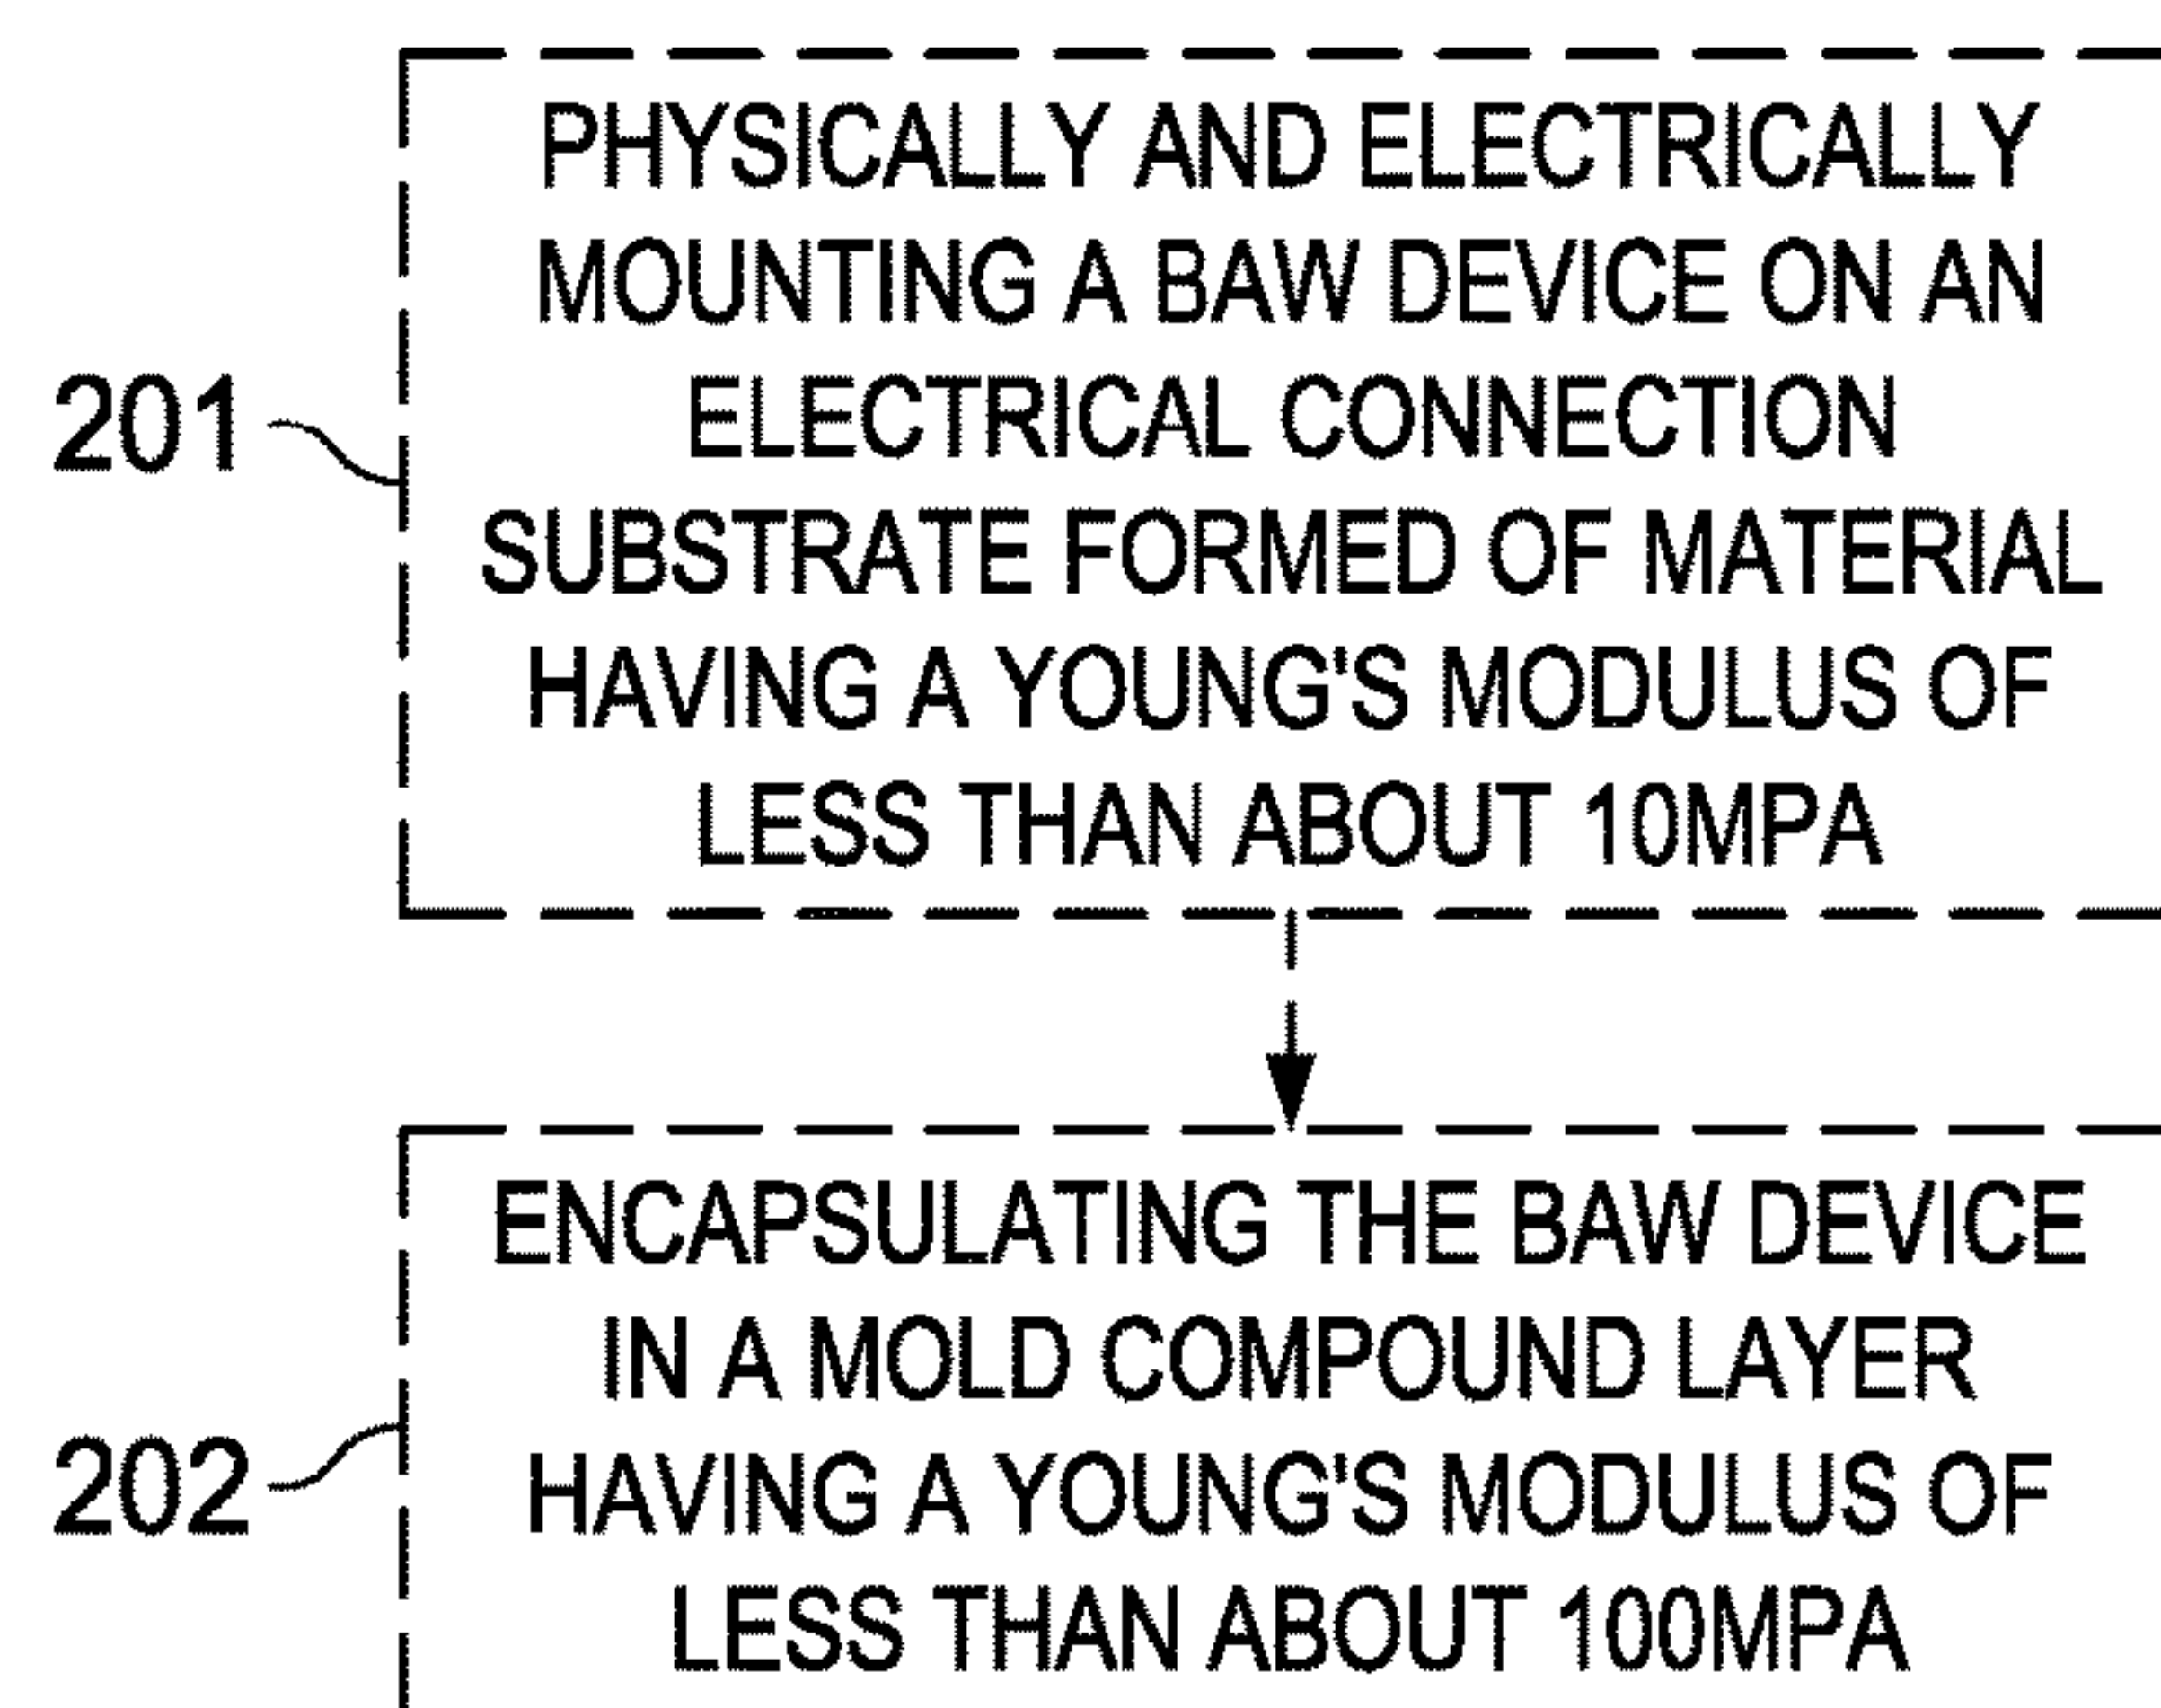 PHYSICALLY AND ELECTRICALLY
MOUNTING A BAW DEVICE ON AN
ELECTRICAL CONNECTION
SUBSTRATE FORMED OF MATERIAL
HAVING A YOUNG'S MODULUS OF
LESS THAN ABOUT 10MPA
201
ENCAPSULATING THE BAW DEVICE
IN A MOLD COMPOUND LAYER
HAVING A YOUNG'S MODULUS OF
LESS THAN ABOUT 100MPA
202